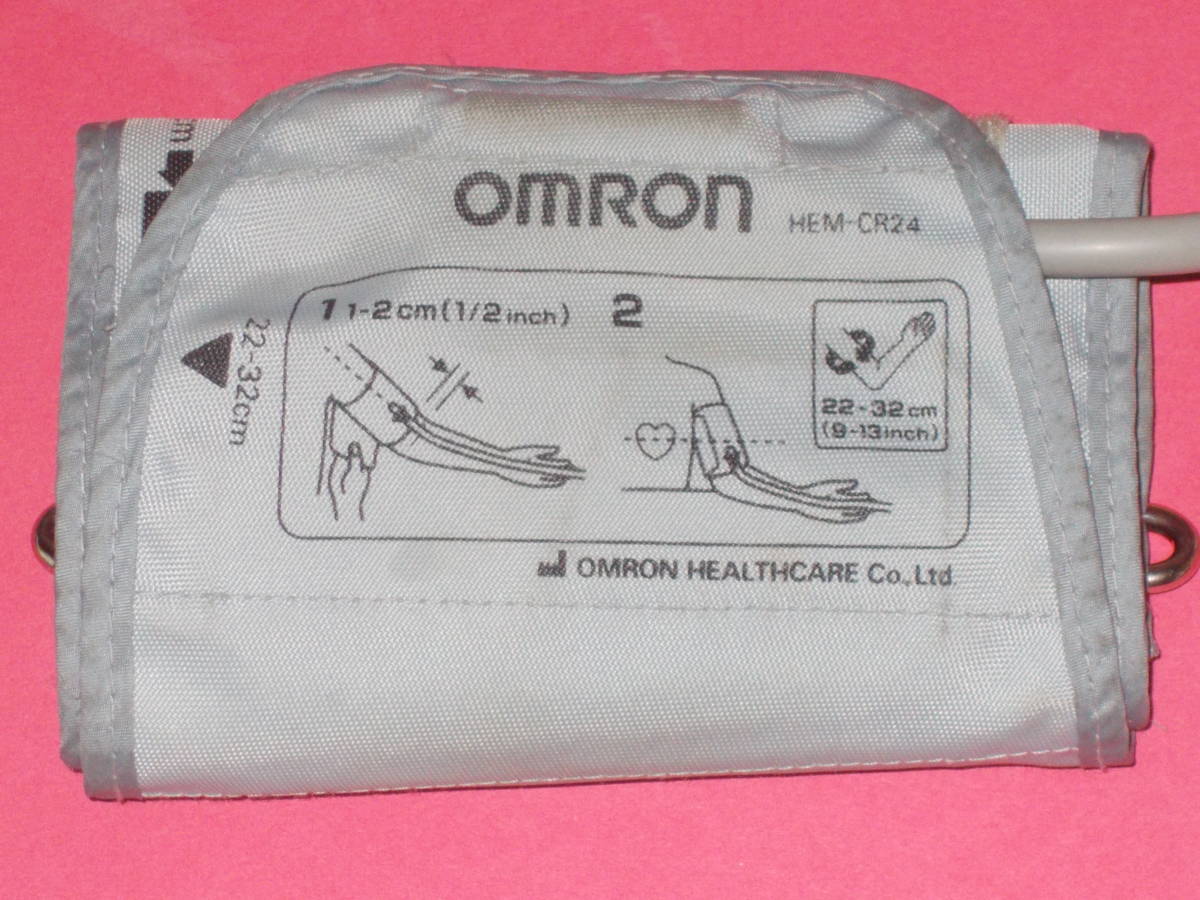 OMRON HEM-CR24
1 1-2cm(1/2inch) 2
22-32cm
(9-13inch)
22-32cm
OMRON HEALTHCARE Co.,Ltd